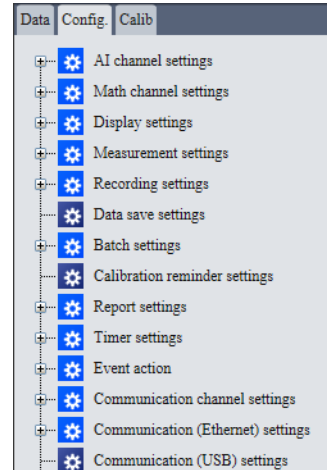 Data Config. Calib
AI channel settings
Math channel settings
Display settings
Measurement settings
Recording settings
Data save settings
Batch settings
Calibration reminder settings
Report settings
Timer settings
Event action
Communication channel settings
Communication (Ethernet) settings
Communication (USB) settings